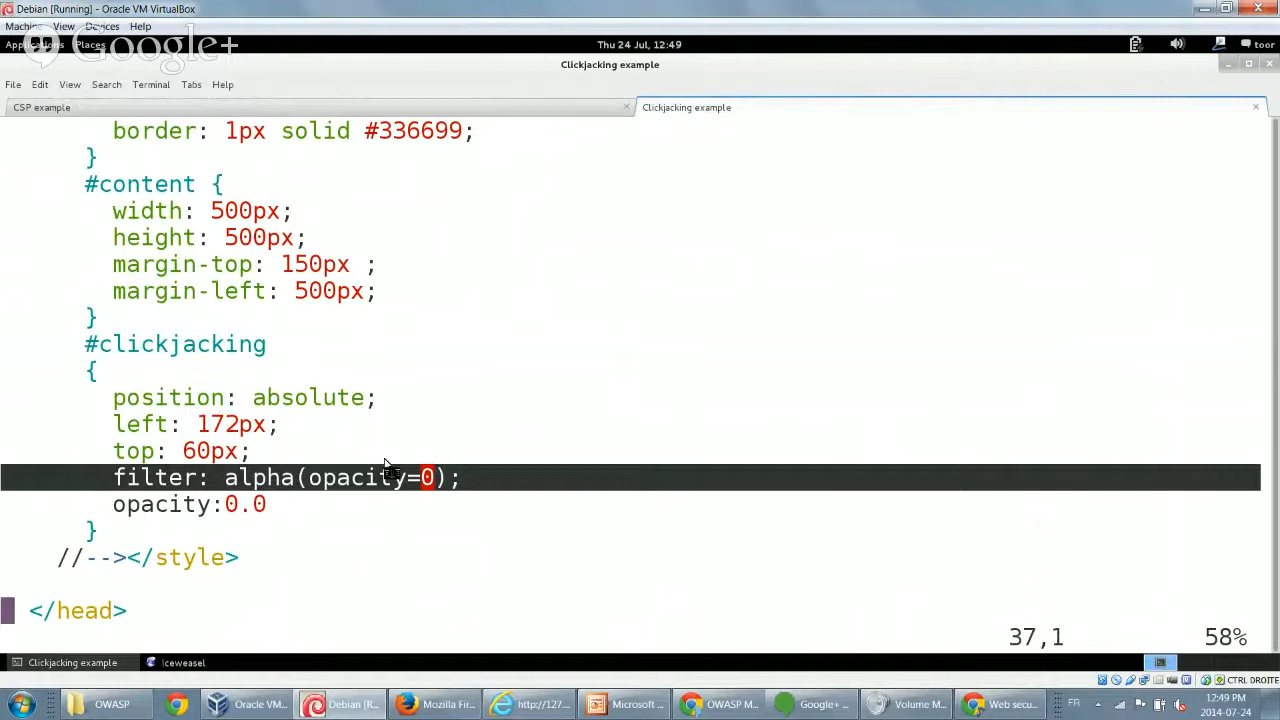 Debian [Running] - Oracle VM VirtualBox
Machine View Devices Help
Google+
Applications Places Thu 24 Jul, 12:49 toor
Clickjacking example
File Edit View Search Terminal Tabs Help
CSP example Clickjacking example
border: 1px solid #336699;
}
#content {
width: 500px;
height: 500px;
margin-top: 150px ;
margin-left: 500px;
}
#clickjacking
{
position: absolute;
left: 172px;
top: 60px;
filter: alpha(opacity=0);
opacity:0.0
}
//--></style>
</head>
37,1 58%
Clickjacking example Iceweasel
CTRL DROITE
OWASP Oracle VM... Debian [R... Mozilla Fir... http://127... Microsoft ... OWASP M... Google+ ... Volume M... Web secu... FR 12:49 PM
2014-07-24